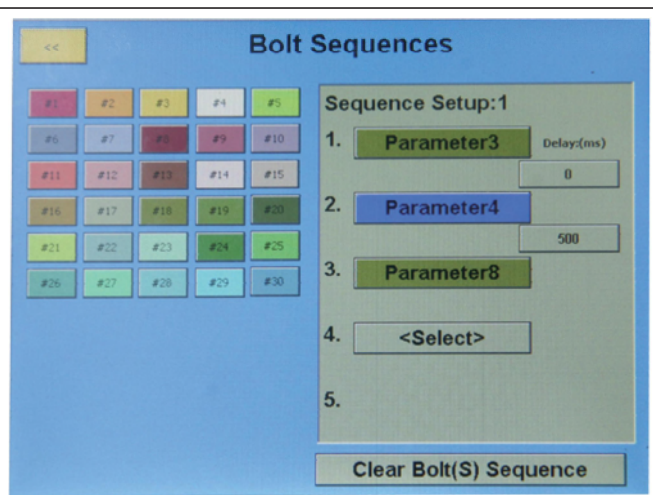 <<
Bolt Sequences
#1 #2 #3 #4 #5
#6 #7 #8 #9 #10
#11 #12 #13 #14 #15
#16 #17 #18 #19 #20
#21 #22 #23 #24 #25
#26 #27 #28 #29 #30
Sequence Setup:1
1. Parameter3 Delay:(ms)
0
2. Parameter4
500
3. Parameter8
4. <Select>
5.
Clear Bolt(S) Sequence